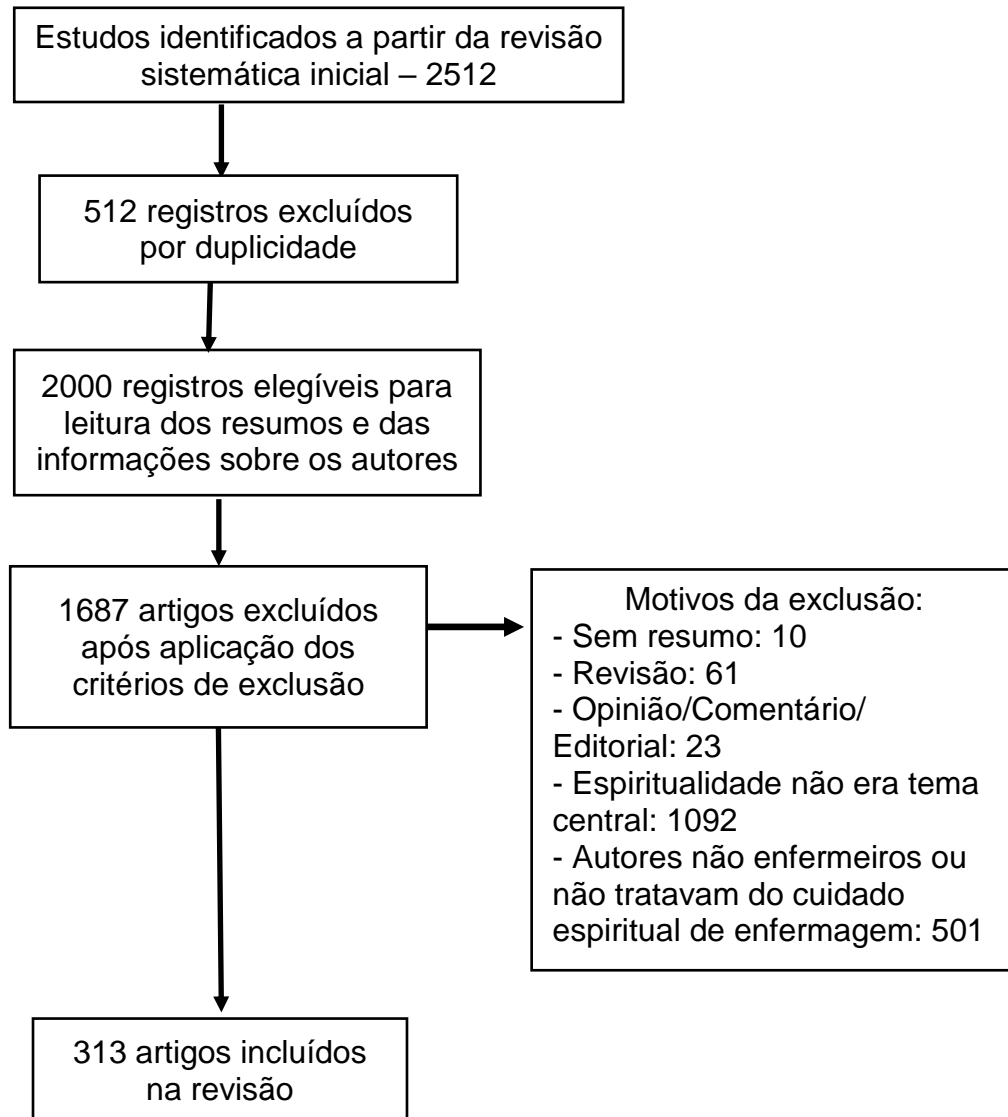 Estudos identificados a partir da revisão
sistemática inicial – 2512
512 registros excluídos
por duplicidade
2000 registros elegíveis para
leitura dos resumos e das
informações sobre os autores
1687 artigos excluídos
após aplicação dos
critérios de exclusão
Motivos da exclusão:
- Sem resumo: 10
- Revisão: 61
- Opinião/Comentário/
Editorial: 23
- Espiritualidade não era tema
central: 1092
- Autores não enfermeiros ou
não tratavam do cuidado
espiritual de enfermagem: 501
313 artigos incluídos
na revisão